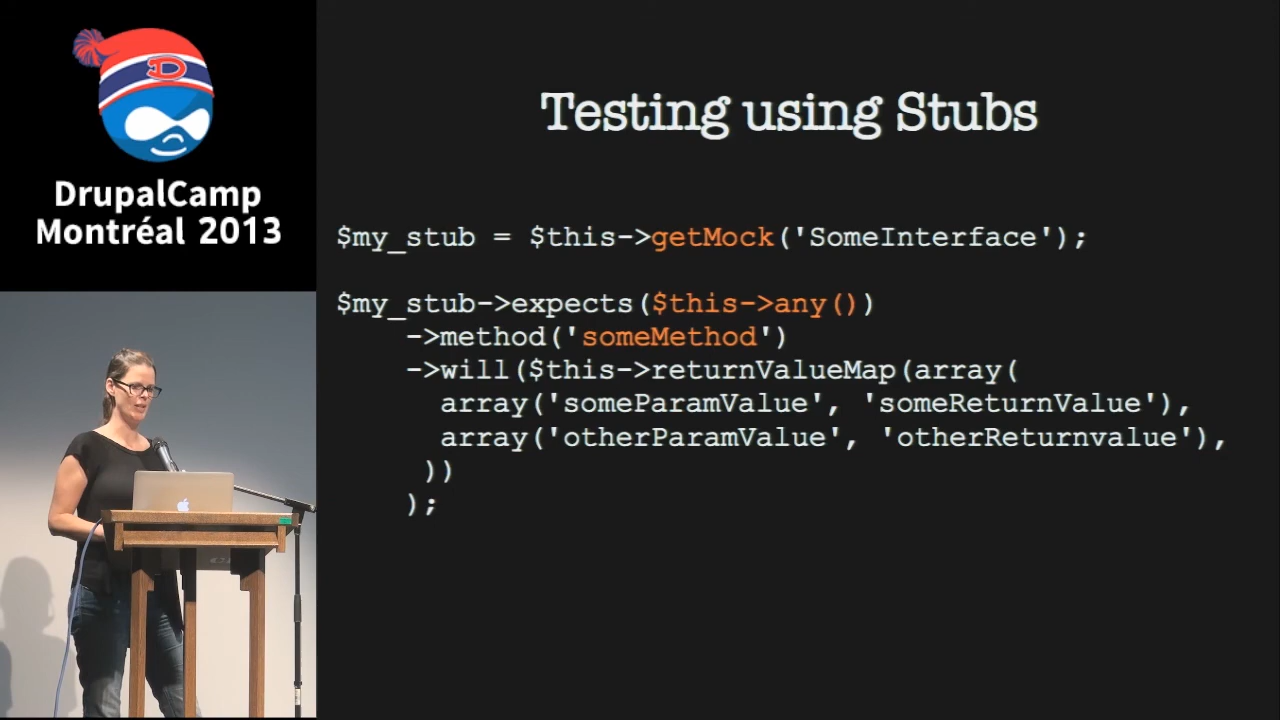 DrupalCamp
Montréal 2013
Testing using Stubs
$my_stub = $this->getMock('SomeInterface');
$my_stub->expects($this->any())
->method('someMethod')
->will($this->returnValueMap(array(
array('someParamValue', 'someReturnValue'),
array('otherParamValue', 'otherReturnvalue'),
))
);